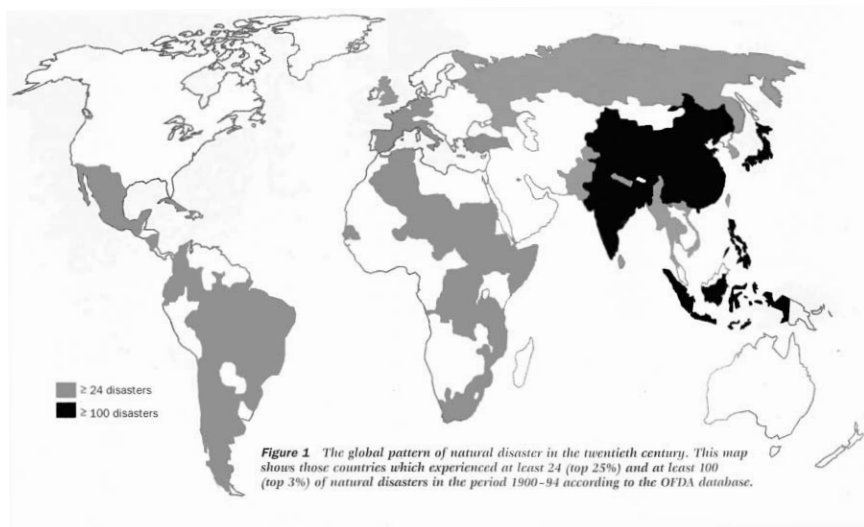 ≥ 24 disasters
≥ 100 disasters
Figure 1 The global pattern of natural disaster in the twentieth century. This map
shows those countries which experienced at least 24 (top 25%) and at least 100
(top 3%) of natural disasters in the period 1900–94 according to the OFDA database.